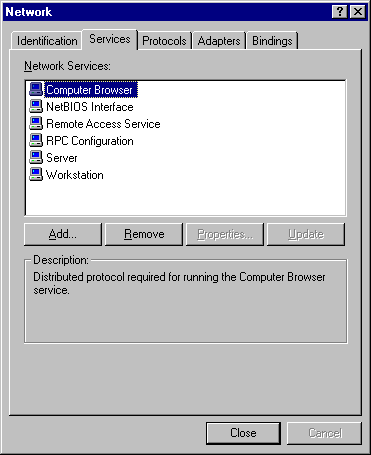 Network
Identification Services Protocols Adapters Bindings
Network Services:
Computer Browser
NetBIOS Interface
Remote Access Service
RPC Configuration
Server
Workstation
Add... Remove Properties... Update
Description:
Distributed protocol required for running the Computer Browser
service.
Close Cancel